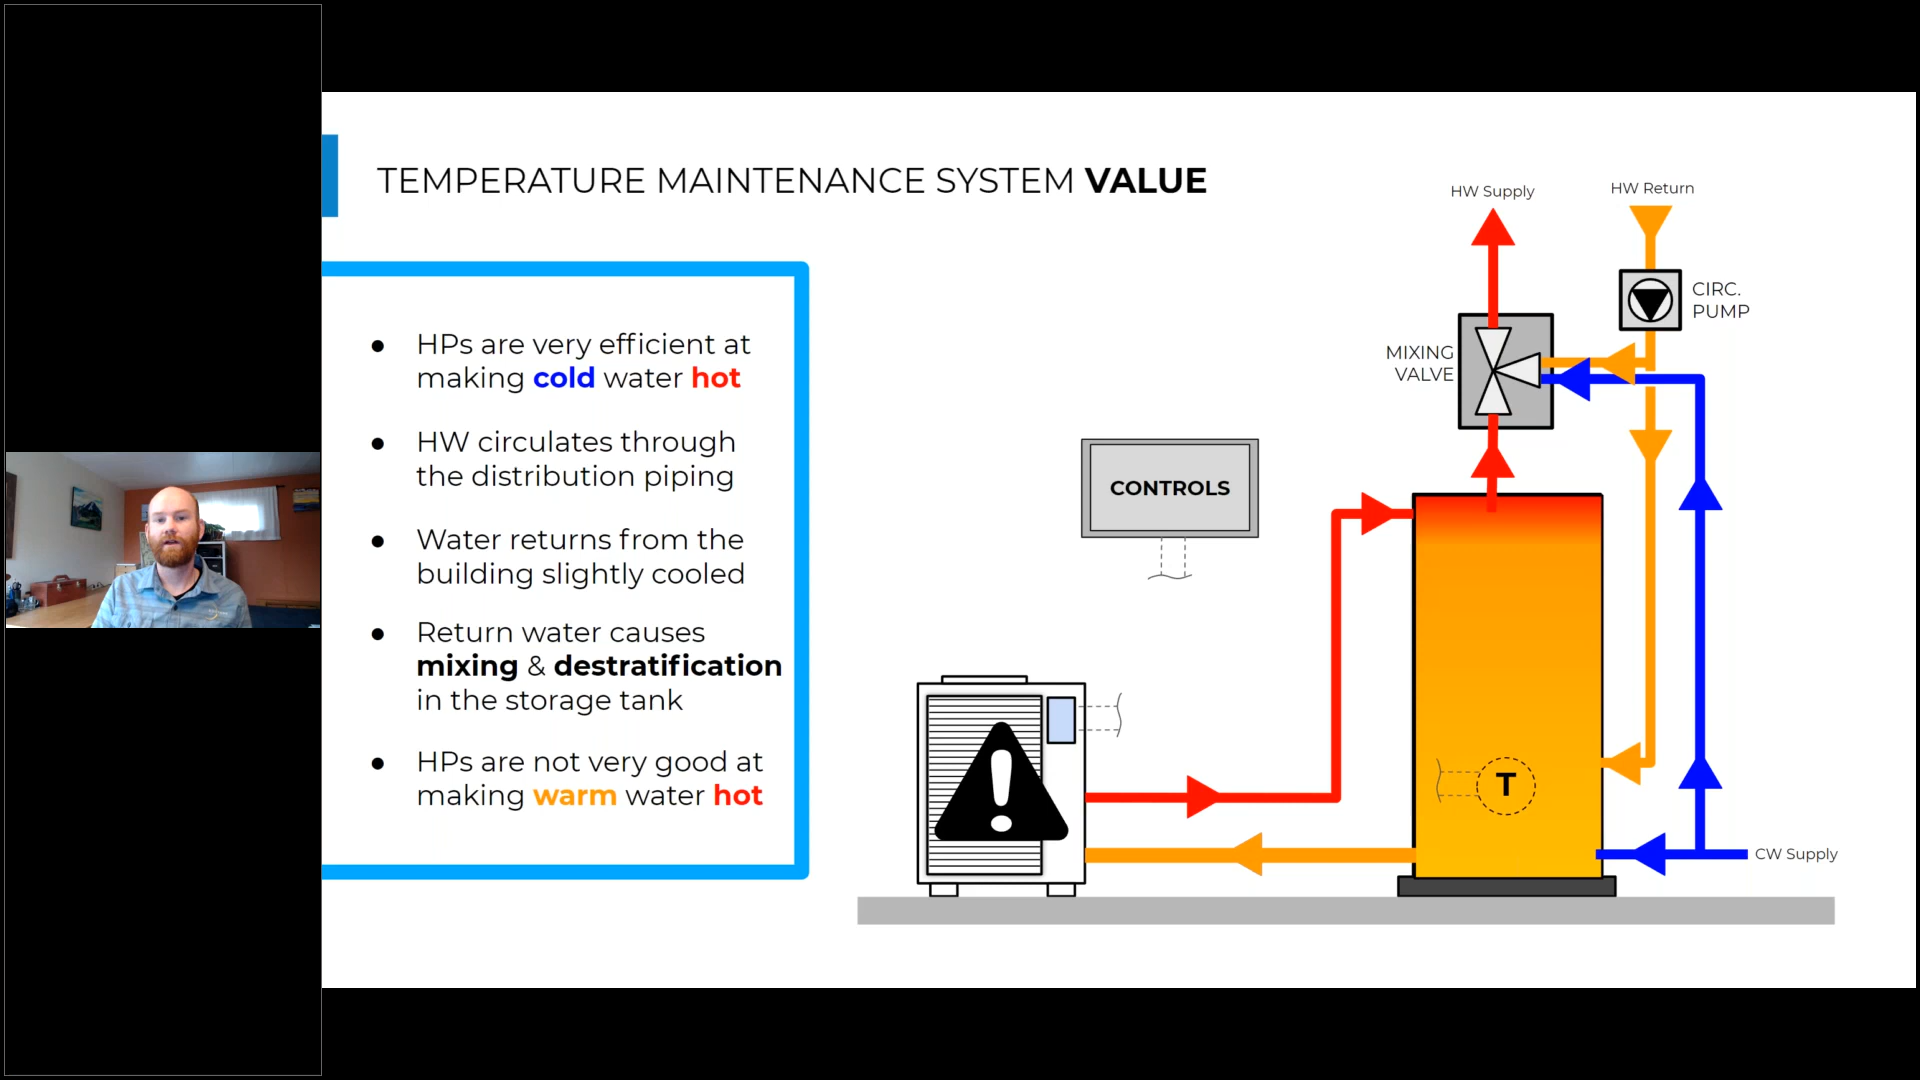 TEMPERATURE MAINTENANCE SYSTEM VALUE
● HPs are very efficient at
making cold water hot
● HW circulates through
the distribution piping
● Water returns from the
building slightly cooled
● Return water causes
mixing & destratification
in the storage tank
● HPs are not very good at
making warm water hot
HW Supply
HW Return
CIRC.
PUMP
MIXING
VALVE
CONTROLS
T
CW Supply